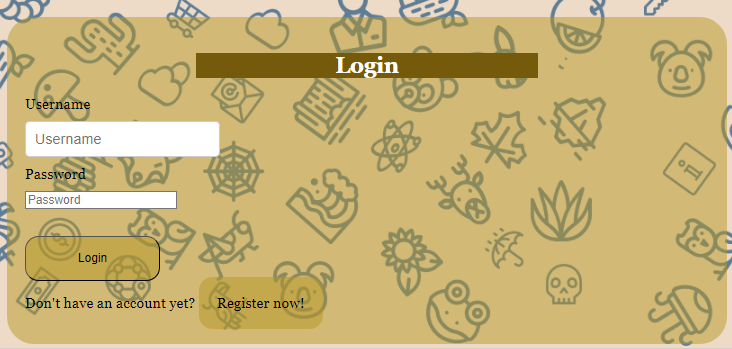 Login
Username
Username
Password
Password
Login
Don't have an account yet? Register now!